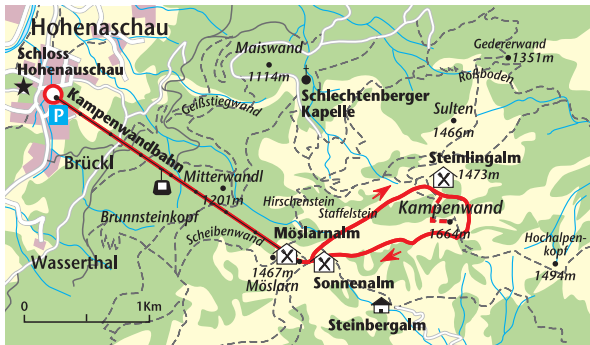 Hohenaschau
Schloss
Hohenauschau
P
Kampenwandbahn
Maiswand
1114m
Geißstiegwand
Schlechtenberger
Kapelle
Gedererwand
1351m
Roßboden
Sulten
1466m
Steinlingalm
1473m
Brückl
Mitterwandl
1201m
Brunnsteinkopf
Hirschenstein
Staffelstein
Kampenwand
1664m
Scheibenwand
Möslarnalm
1467m
Möslarn
Sonnenalm
Wasserthal
Hochalpen-
kopf
1494m
Steinbergalm
0
1Km